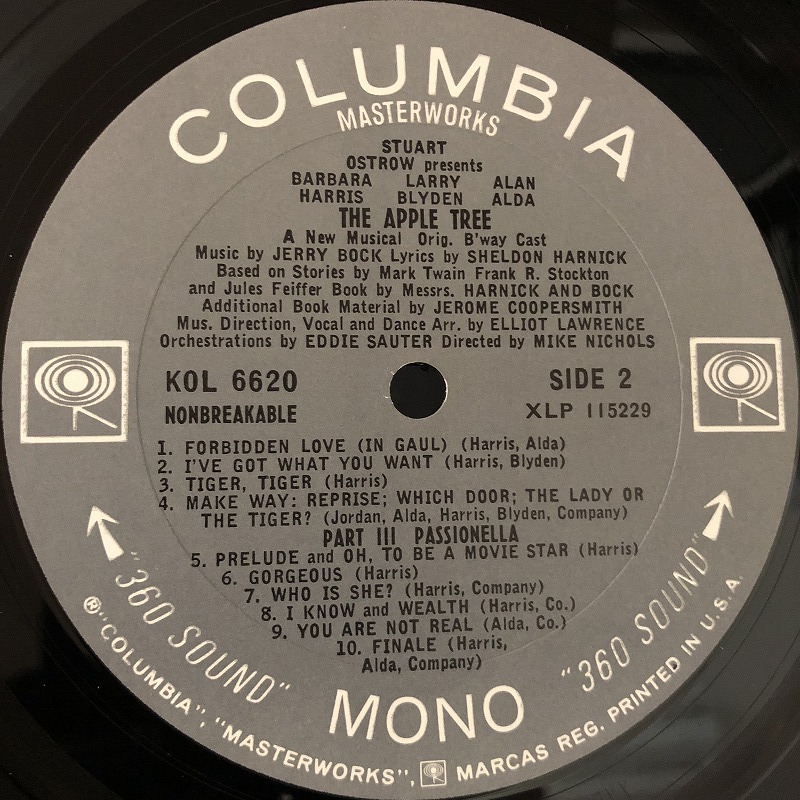 COLUMBIA
MASTERWORKS
STUART
OSTROW presents
BARBARA LARRY ALAN
HARRIS BLYDEN ALDA
THE APPLE TREE
A New Musical Orig. B'way Cast
Music by JERRY BOCK Lyrics by SHELDON HARNICK
Based on Stories by Mark Twain Frank R. Stockton
and Jules Feiffer Book by Messrs. HARNICK AND BOCK
Additional Book Material by JEROME COOPERSMITH
Mus. Direction, Vocal and Dance Arr. by ELLIOT LAWRENCE
Orchestrations by EDDIE SAUTER Directed by MIKE NICHOLS
KOL 6620 SIDE 2
NONBREAKABLE XLP 115229
1. FORBIDDEN LOVE (IN GAUL) (Harris, Alda)
2. I'VE GOT WHAT YOU WANT (Harris, Blyden)
3. TIGER, TIGER (Harris)
4. MAKE WAY: REPRISE; WHICH DOOR; THE LADY OR
THE TIGER? (Jordan, Alda, Harris, Blyden, Company)
PART III PASSIONELLA
5. PRELUDE and OH, TO BE A MOVIE STAR (Harris)
6. GORGEOUS (Harris)
7. WHO IS SHE? (Harris, Company)
8. I KNOW and WEALTH (Harris, Co.)
9. YOU ARE NOT REAL (Alda, Co.)
10. FINALE (Harris,
Alda, Company)
"360 SOUND" MONO "360 SOUND"
®"COLUMBIA", "MASTERWORKS", MARCAS REG. PRINTED IN U.S.A.